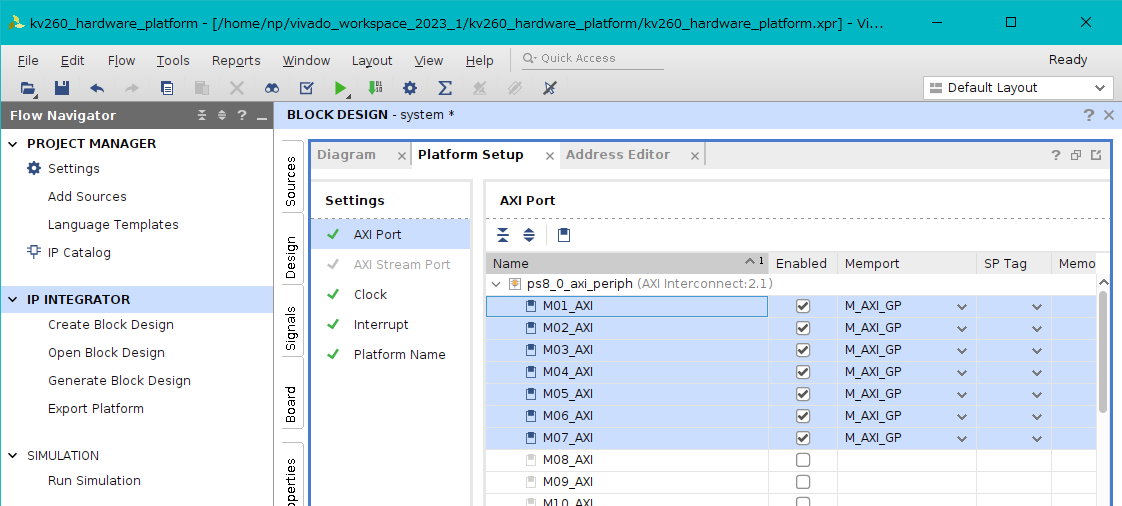 kv260_hardware_platform - [/home/np/vivado_workspace_2023_1/kv260_hardware_platform/kv260_hardware_platform.xpr] - Vi...
File Edit Flow Tools Reports Window Layout View Help Quick Access Ready
Default Layout
Flow Navigator
PROJECT MANAGER
Settings
Add Sources
Language Templates
IP Catalog
IP INTEGRATOR
Create Block Design
Open Block Design
Generate Block Design
Export Platform
SIMULATION
Run Simulation
BLOCK DESIGN - system *
Sources
Design
Signals
Board
operties
Diagram Platform Setup Address Editor
Settings
AXI Port
AXI Stream Port
Clock
Interrupt
Platform Name
AXI Port
Name 1 Enabled Memport SP Tag Memo
ps8_0_axi_periph (AXI Interconnect:2.1)
M01_AXI M_AXI_GP
M02_AXI M_AXI_GP
M03_AXI M_AXI_GP
M04_AXI M_AXI_GP
M05_AXI M_AXI_GP
M06_AXI M_AXI_GP
M07_AXI M_AXI_GP
M08_AXI
M09_AXI
M10_AXI